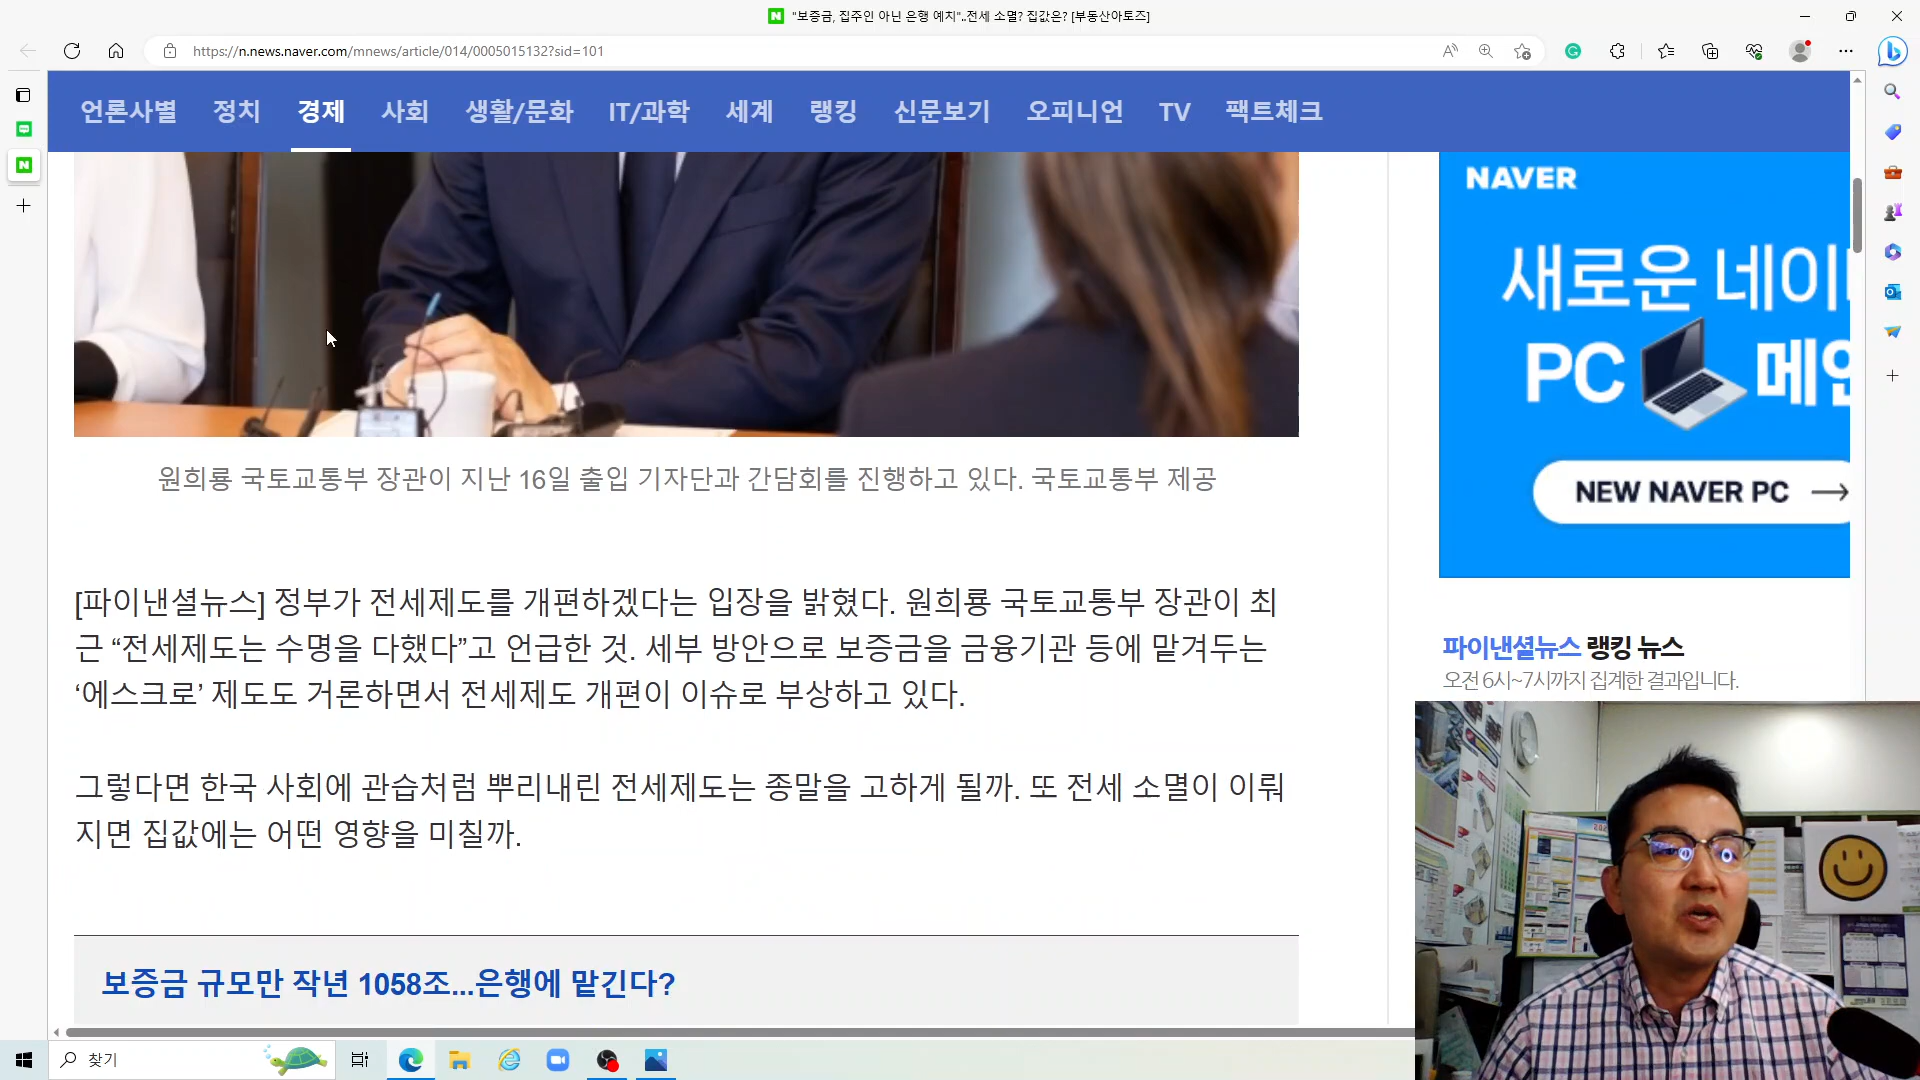 "보증금, 집주인 아닌 은행 예치"..전세 소멸? 집값은? [부동산아토즈]
https://n.news.naver.com/mnews/article/014/0005015132?sid=101
언론사별 정치 경제 사회 생활/문화 IT/과학 세계 랭킹 신문보기 오피니언 TV 팩트체크
NAVER
새로운 네이
PC 메인
NEW NAVER PC →
원희룡 국토교통부 장관이 지난 16일 출입 기자단과 간담회를 진행하고 있다. 국토교통부 제공
[파이낸셜뉴스] 정부가 전세제도를 개편하겠다는 입장을 밝혔다. 원희룡 국토교통부 장관이 최
근 “전세제도는 수명을 다했다”고 언급한 것. 세부 방안으로 보증금을 금융기관 등에 맡겨두는
‘에스크로’ 제도도 거론하면서 전세제도 개편이 이슈로 부상하고 있다.
그렇다면 한국 사회에 관습처럼 뿌리내린 전세제도는 종말을 고하게 될까. 또 전세 소멸이 이뤄
지면 집값에는 어떤 영향을 미칠까.
보증금 규모만 작년 1058조...은행에 맡긴다?
파이낸셜뉴스 랭킹 뉴스
오전 6시~7시까지 집계한 결과입니다.
찾기